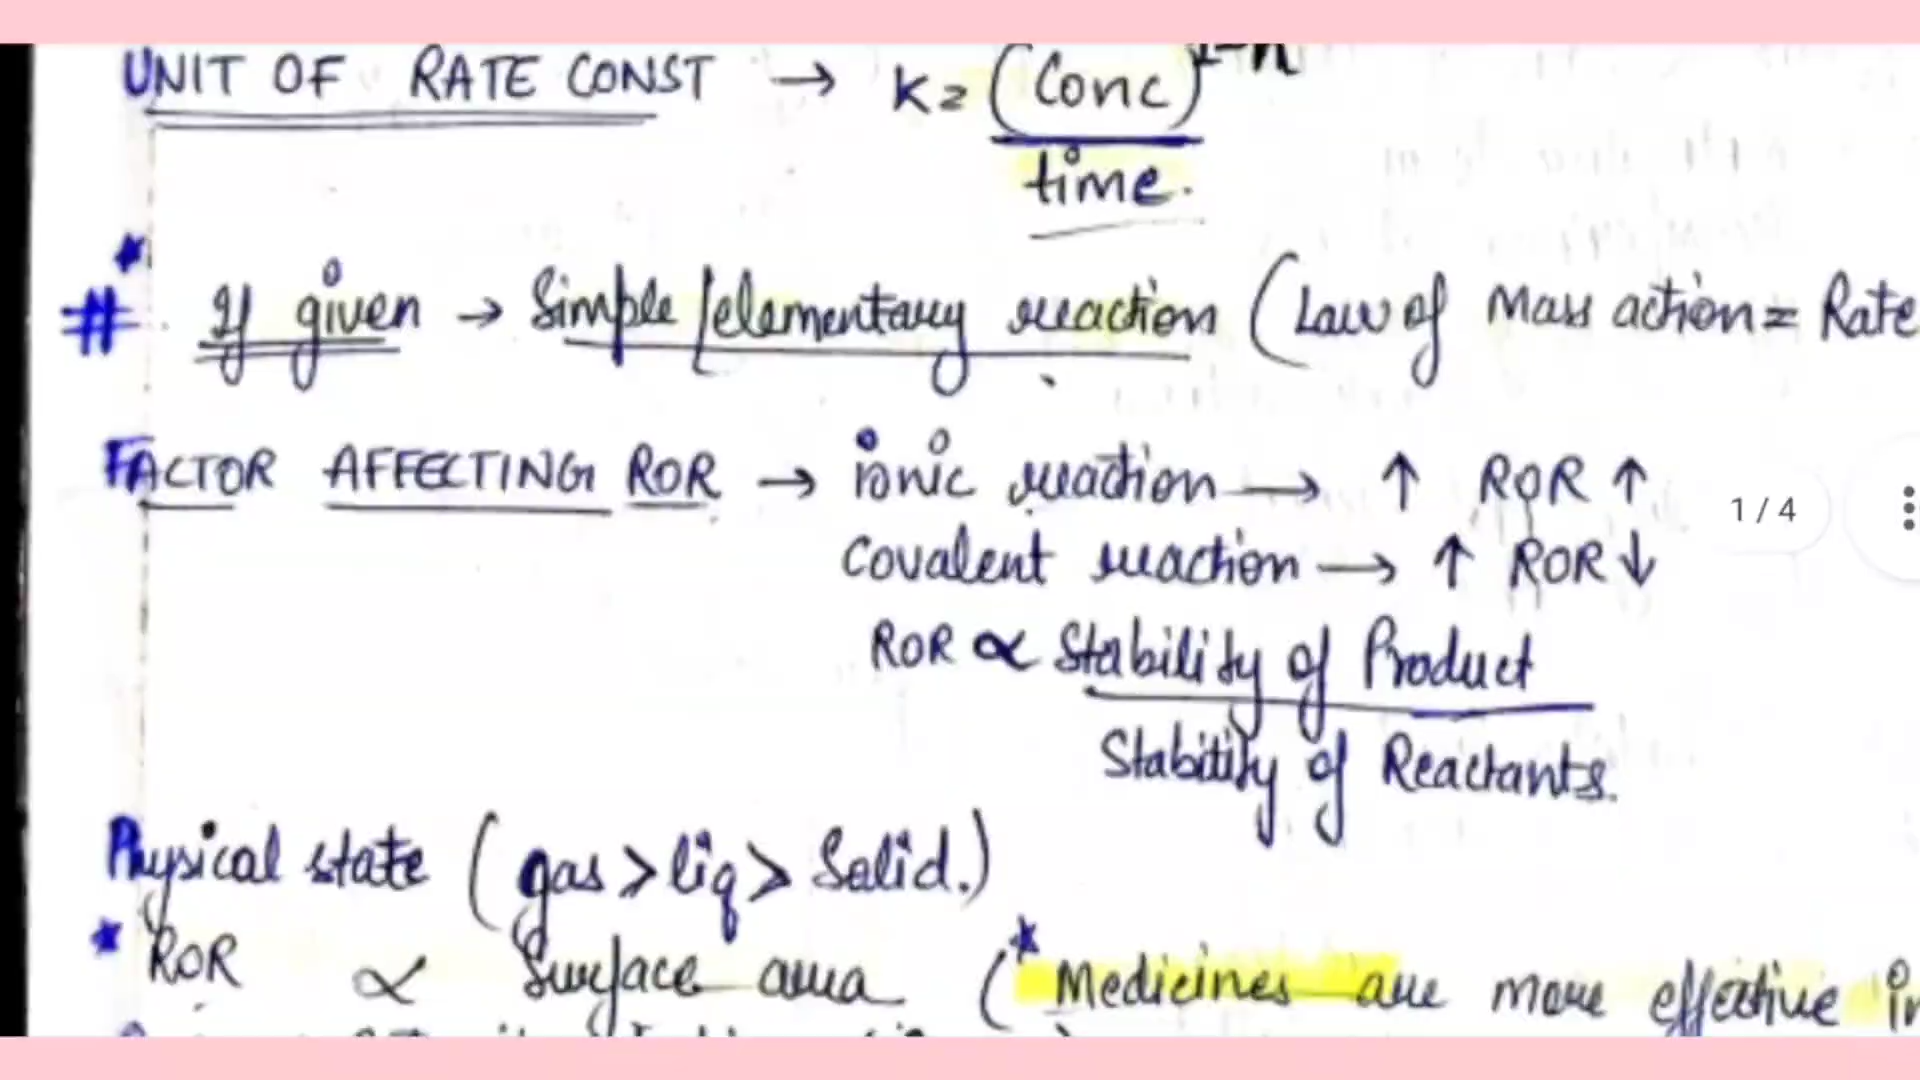 UNIT OF RATE CONST → K = (Conc)^1-n
time.
# If given → Simple/elementary reaction (Law of Mass action = Rate
FACTOR AFFECTING ROR → ionic reaction → ↑ ROR ↑
1 / 4
Covalent reaction → ↑ ROR ↓
ROR ∝ Stability of Product
Stability of Reactants.
Physical state (gas > liq > Solid.)
* ROR ∝ Surface area (* Medicines are more effective in